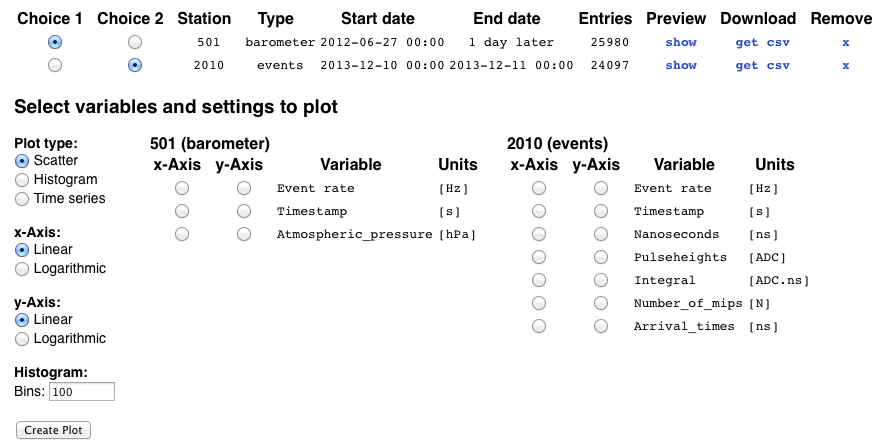 Choice 1 Choice 2 Station Type Start date End date Entries Preview Download Remove
501 barometer 2012-06-27 00:00 1 day later 25980 show get csv x
2010 events 2013-12-10 00:00 2013-12-11 00:00 24097 show get csv x
Select variables and settings to plot
Plot type:
Scatter
Histogram
Time series
x-Axis:
Linear
Logarithmic
y-Axis:
Linear
Logarithmic
Histogram:
Bins: 100
Create Plot
501 (barometer)
x-Axis y-Axis Variable Units
Event rate [Hz]
Timestamp [s]
Atmospheric_pressure [hPa]
2010 (events)
x-Axis y-Axis Variable Units
Event rate [Hz]
Timestamp [s]
Nanoseconds [ns]
Pulseheights [ADC]
Integral [ADC.ns]
Number_of_mips [N]
Arrival_times [ns]